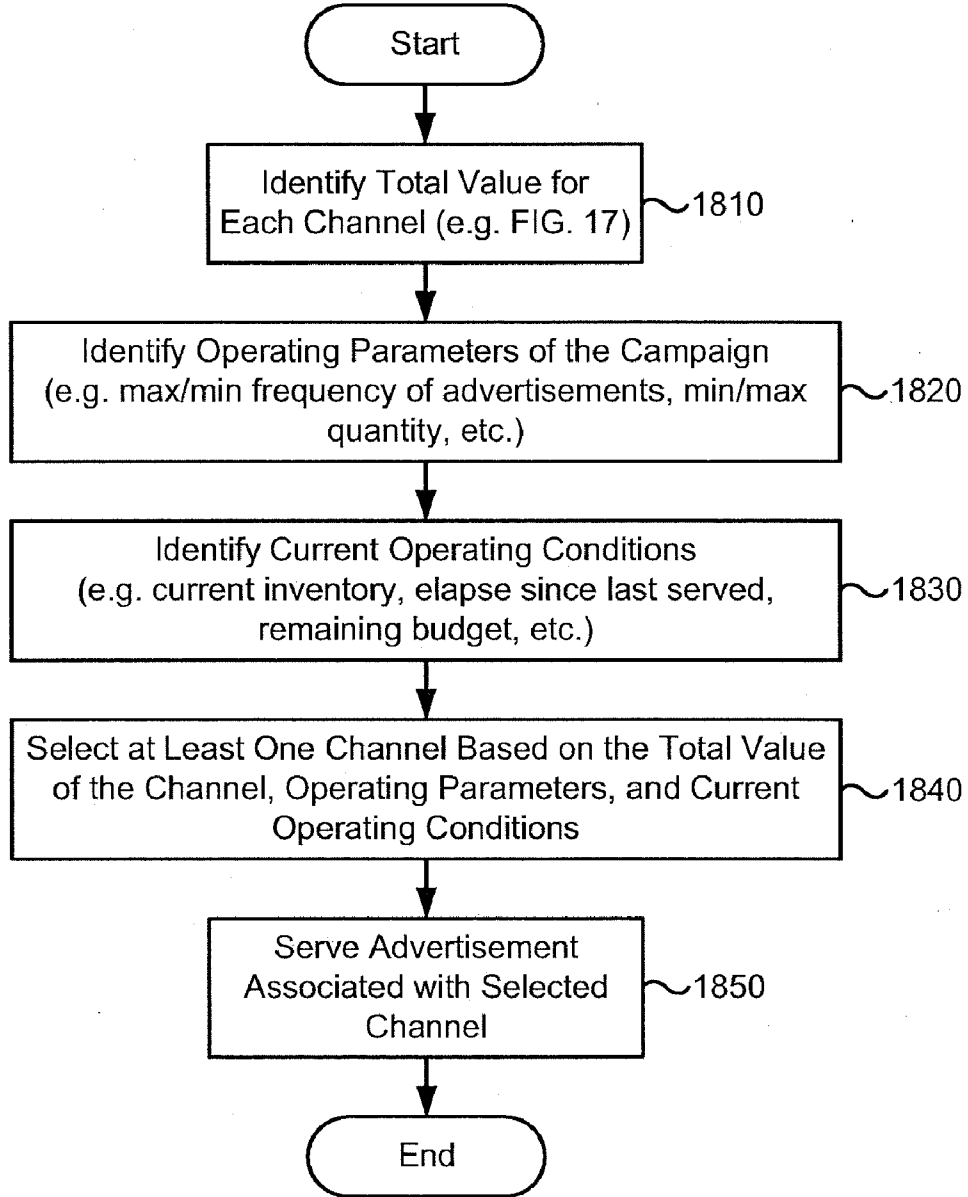 Start
Identify Total Value for
Each Channel (e.g. FIG. 17)
1810
Identify Operating Parameters of the Campaign
(e.g. max/min frequency of advertisements, min/max
quantity, etc.)
1820
Identify Current Operating Conditions
(e.g. current inventory, elapse since last served,
remaining budget, etc.)
1830
Select at Least One Channel Based on the Total Value
of the Channel, Operating Parameters, and Current
Operating Conditions
1840
Serve Advertisement
Associated with Selected
Channel
1850
End